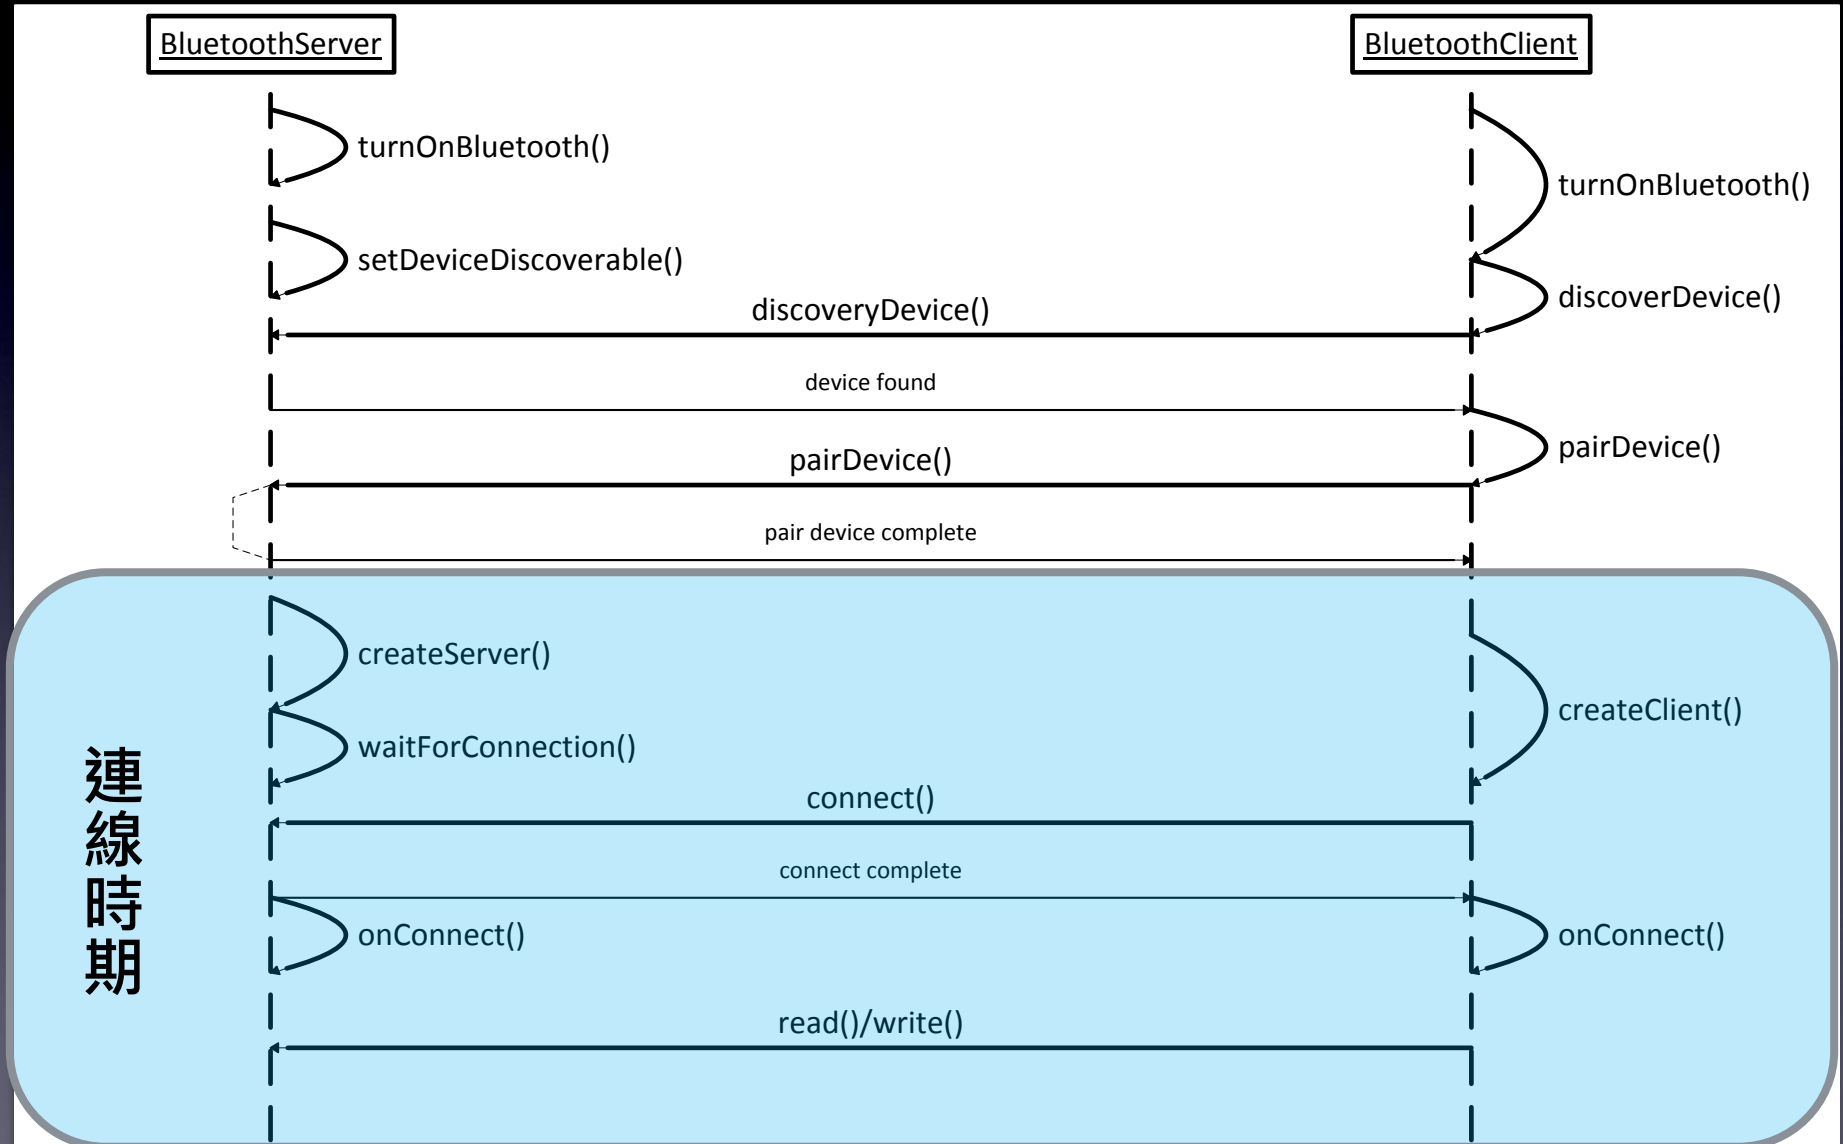 BluetoothServer
BluetoothClient
turnOnBluetooth()
turnOnBluetooth()
setDeviceDiscoverable()
discoverDevice()
discoveryDevice()
device found
pairDevice()
pairDevice()
pair device complete
createServer()
createClient()
waitForConnection()
連線時期
connect()
connect complete
onConnect()
onConnect()
read()/write()